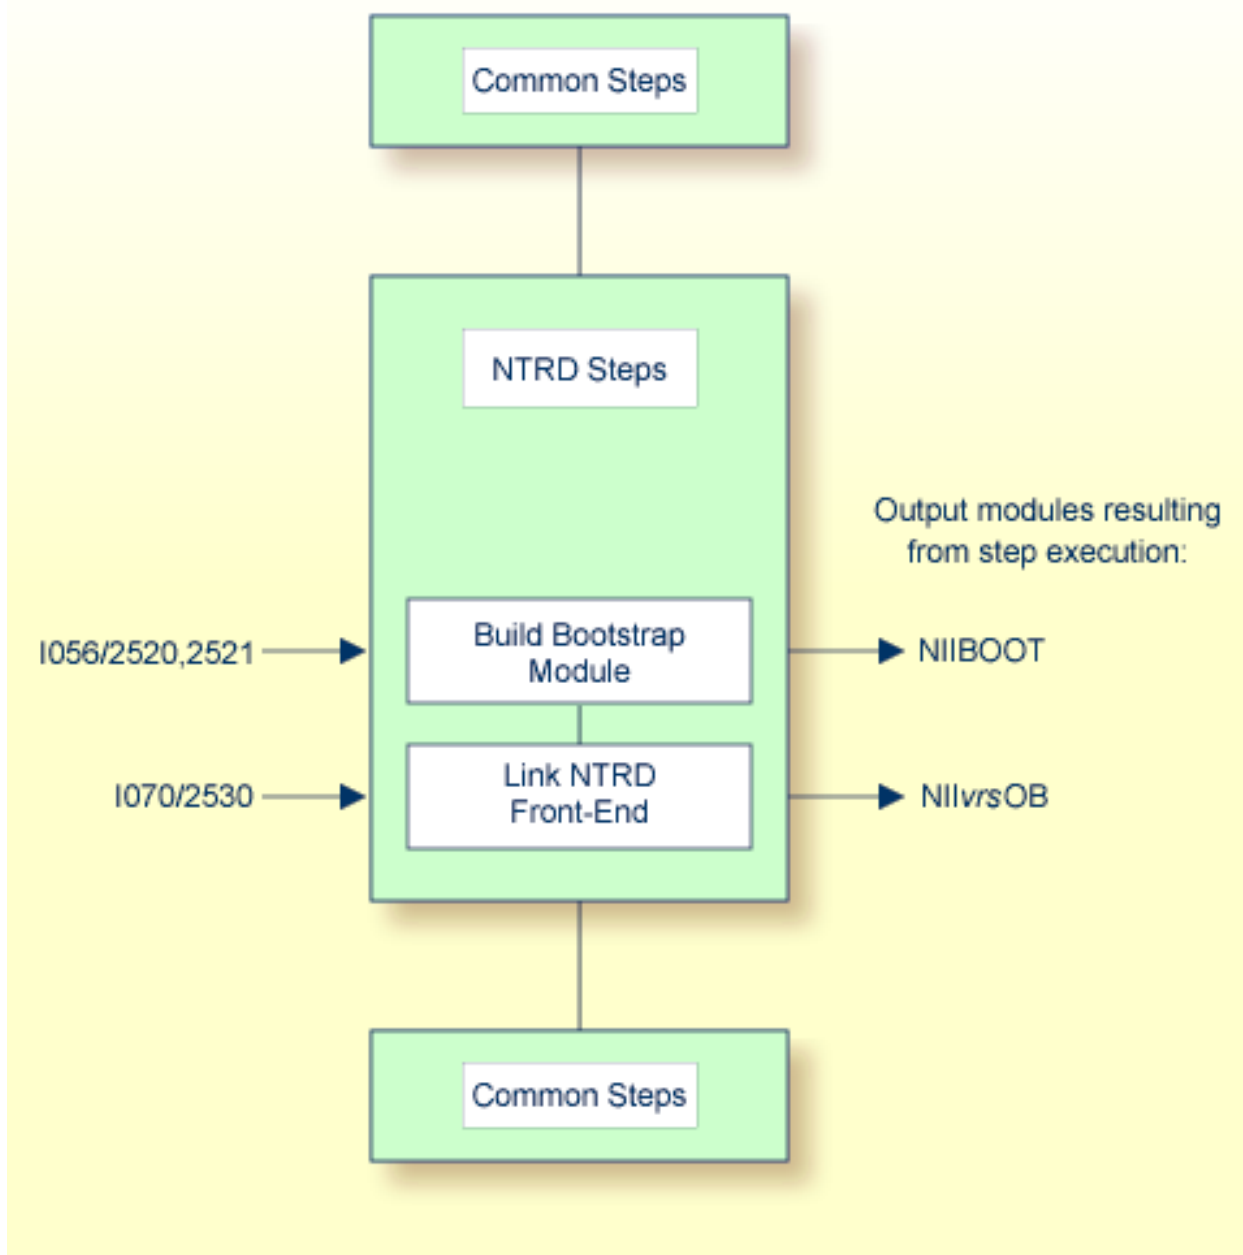 Common Steps
NTRD Steps
Output modules resulting
from step execution:
I056/2520,2521
Build Bootstrap
Module
NIIBOOT
I070/2530
Link NTRD
Front-End
NIIvrsOB
Common Steps